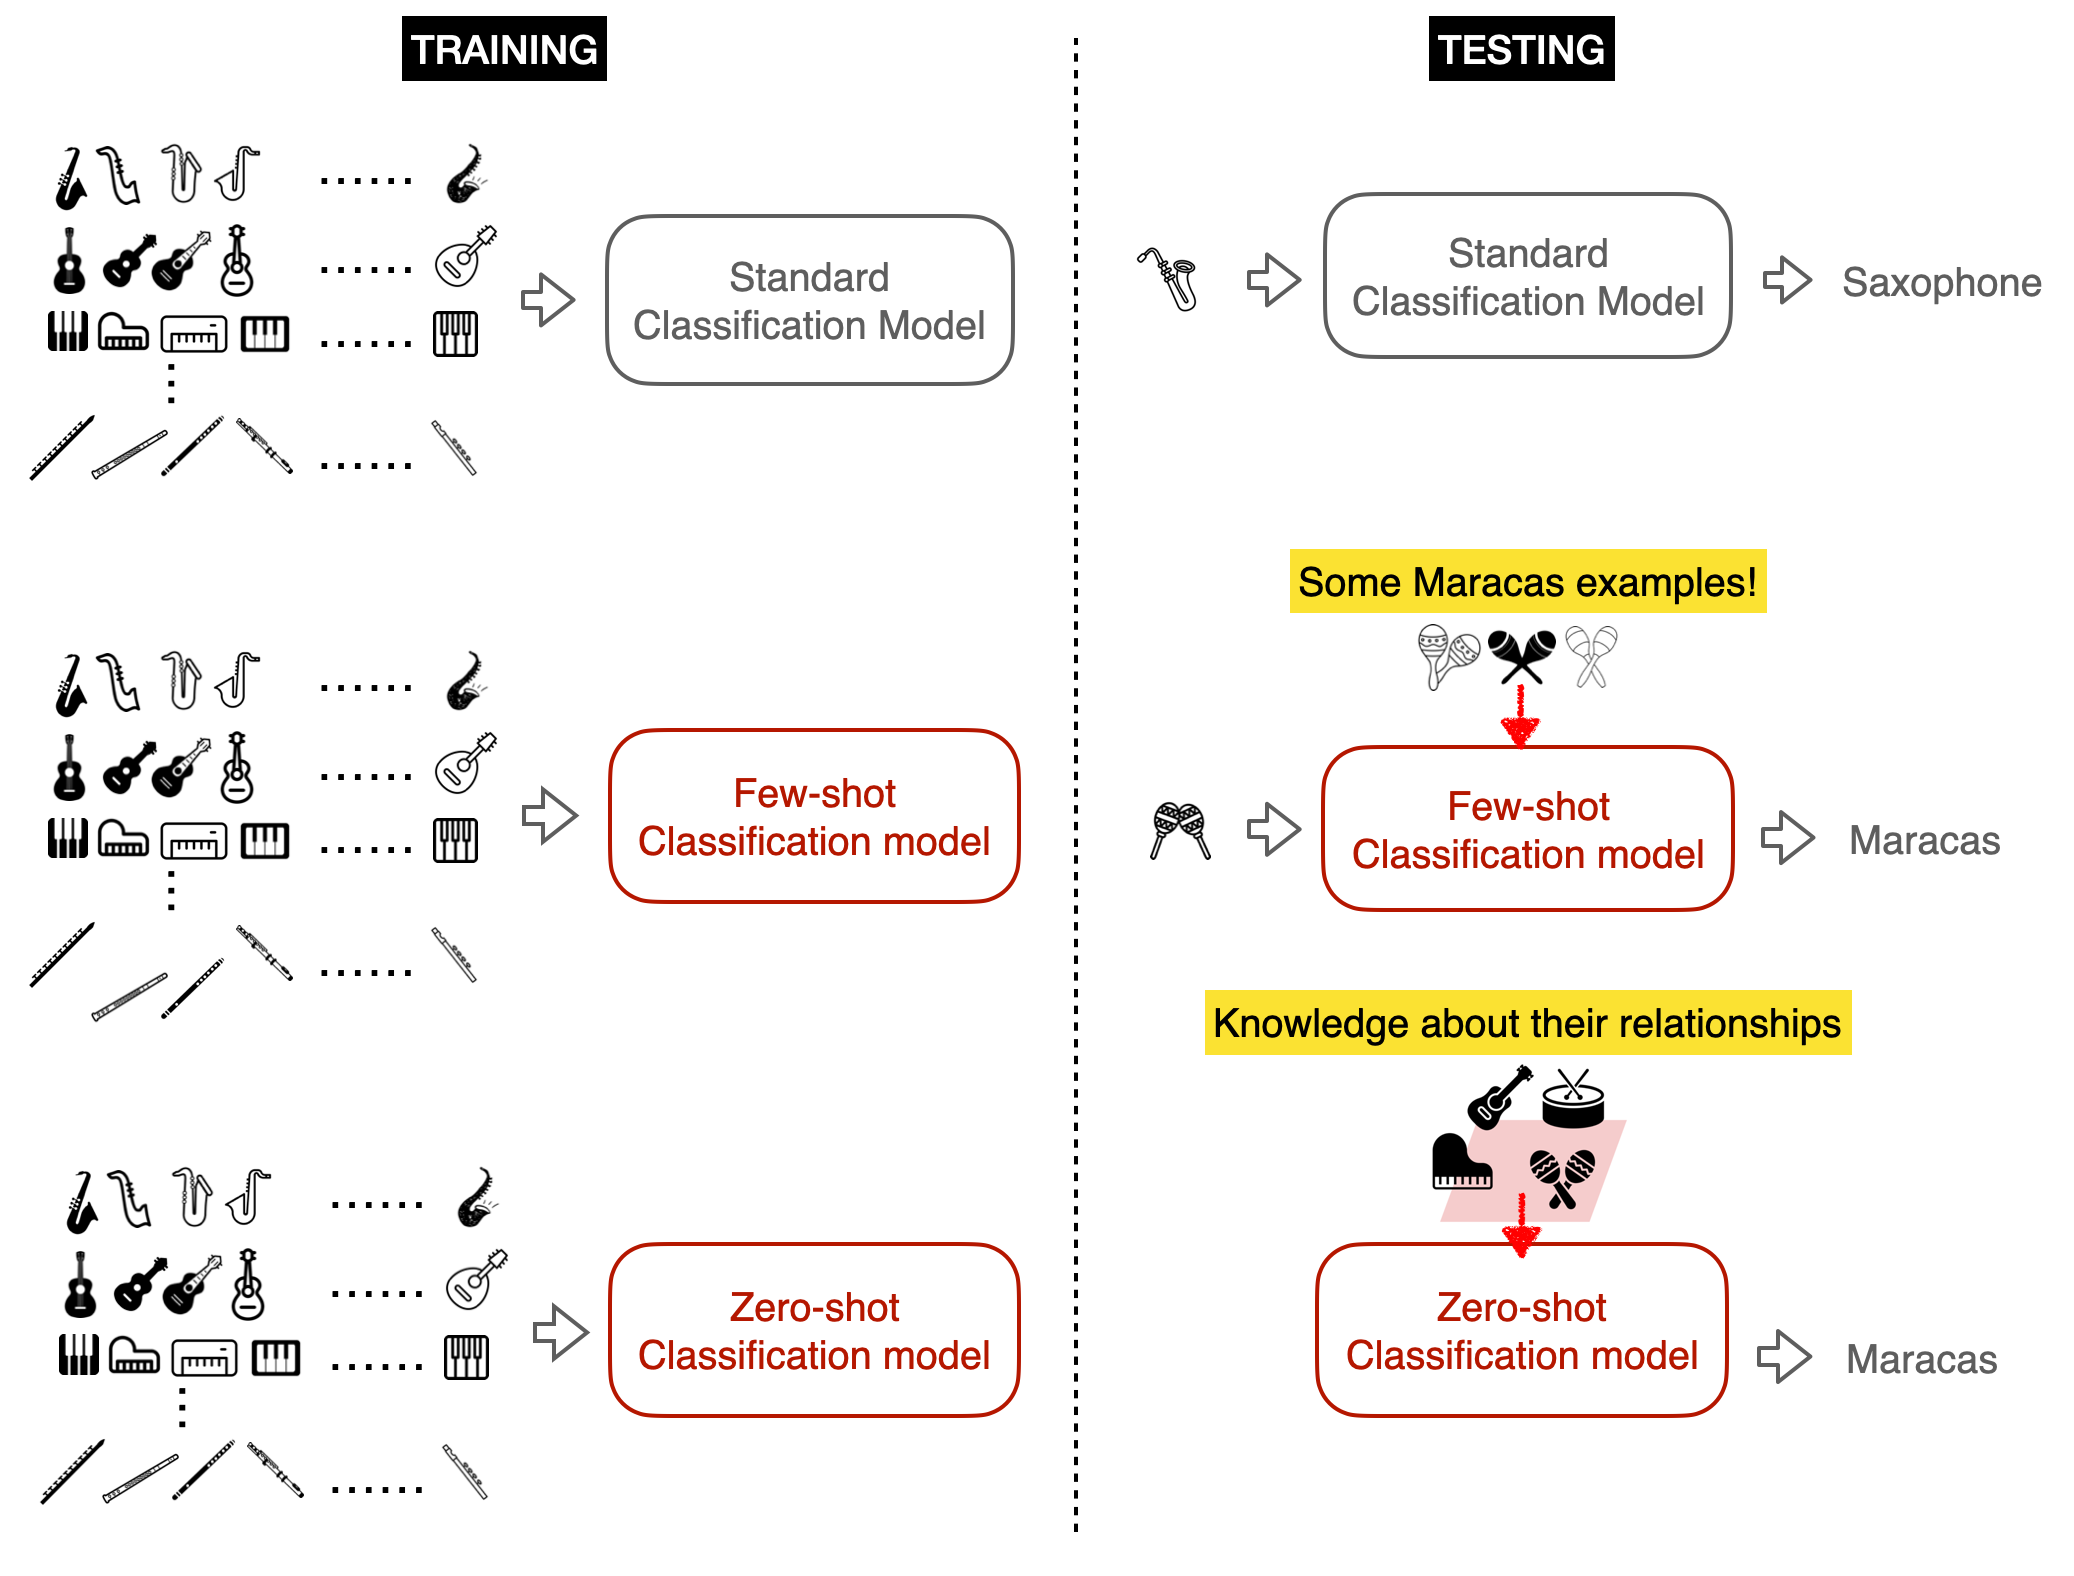 TRAINING
TESTING
Standard
Classification Model
Standard
Classification Model
Saxophone
Some Maracas examples!
Few-shot
Classification model
Few-shot
Classification model
Maracas
Knowledge about their relationships
Zero-shot
Classification model
Zero-shot
Classification model
Maracas